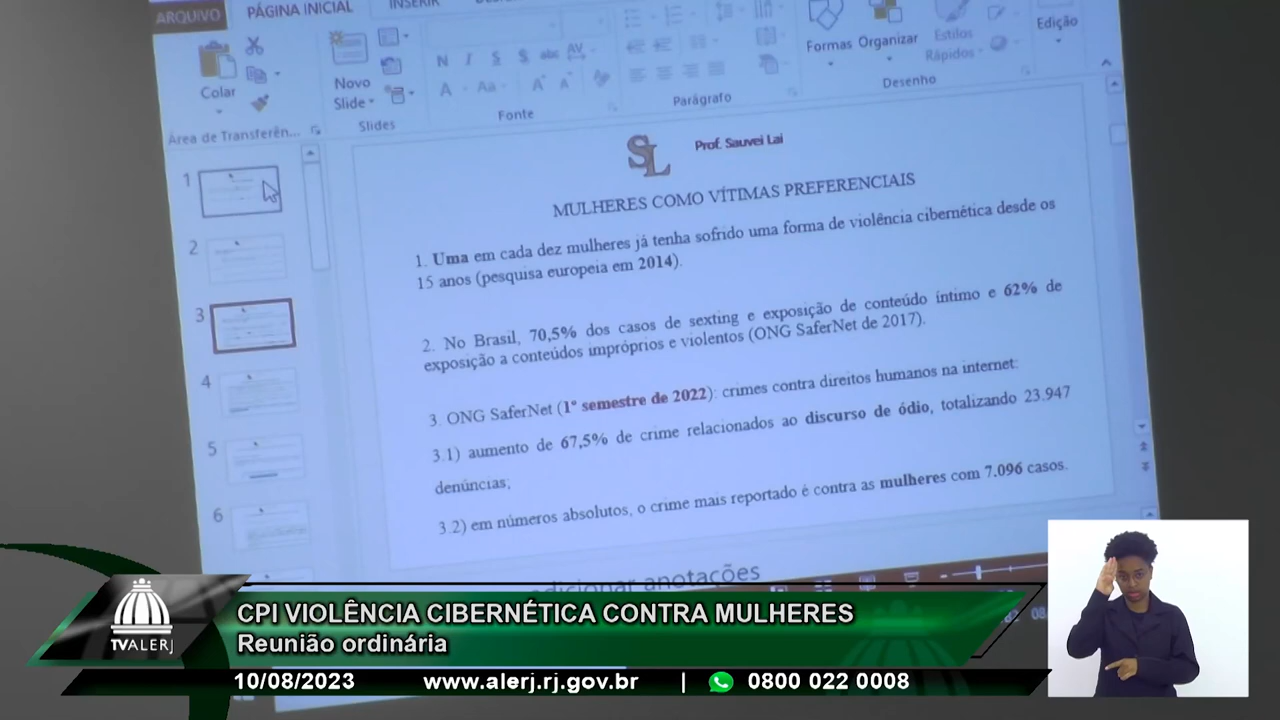 ARQUIVO
PÁGINA INICIAL
INSERIR
Colar
Área de Transferên...
Novo
Slide
Slides
N I S S abc AV
A Aa A A
Fonte
Parágrafo
Formas
Organizar
Estilos
Rápidos
Desenho
Edição
1
2
3
4
5
6
SL
Prof. Sauvei Lai
MULHERES COMO VÍTIMAS PREFERENCIAIS
1. Uma em cada dez mulheres já tenha sofrido uma forma de violência cibernética desde os
15 anos (pesquisa europeia em 2014).
2. No Brasil, 70,5% dos casos de sexting e exposição de conteúdo íntimo e 62% de
exposição a conteúdos impróprios e violentos (ONG SaferNet de 2017).
3. ONG SaferNet (1º semestre de 2022): crimes contra direitos humanos na internet:
3.1) aumento de 67,5% de crime relacionados ao discurso de ódio, totalizando 23.947
denúncias;
3.2) em números absolutos, o crime mais reportado é contra as mulheres com 7.096 casos.
anotações
TVALERJ
CPI VIOLÊNCIA CIBERNÉTICA CONTRA MULHERES
Reunião ordinária
10/08/2023 www.alerj.rj.gov.br | 0800 022 0008